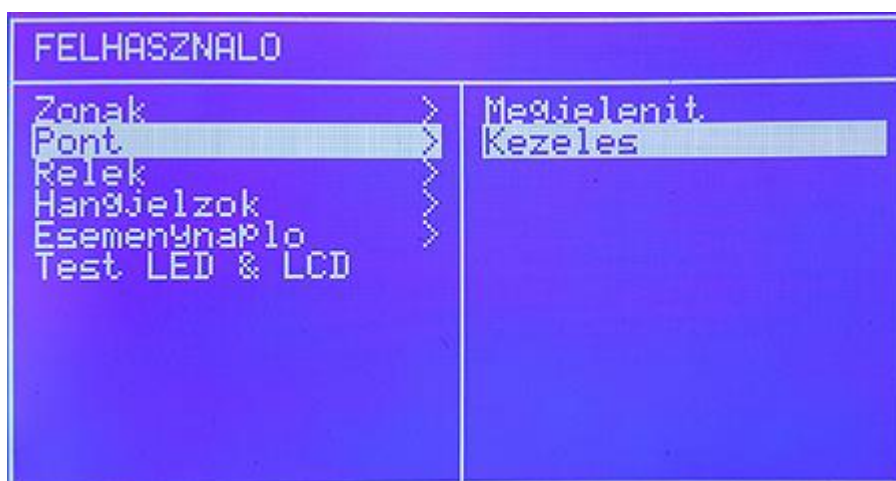 FELHASZNALO
Zonak >
Pont >
Relek >
Hangjelzok >
Esemenynaplo >
Test LED & LCD
Megjelenit
Kezeles